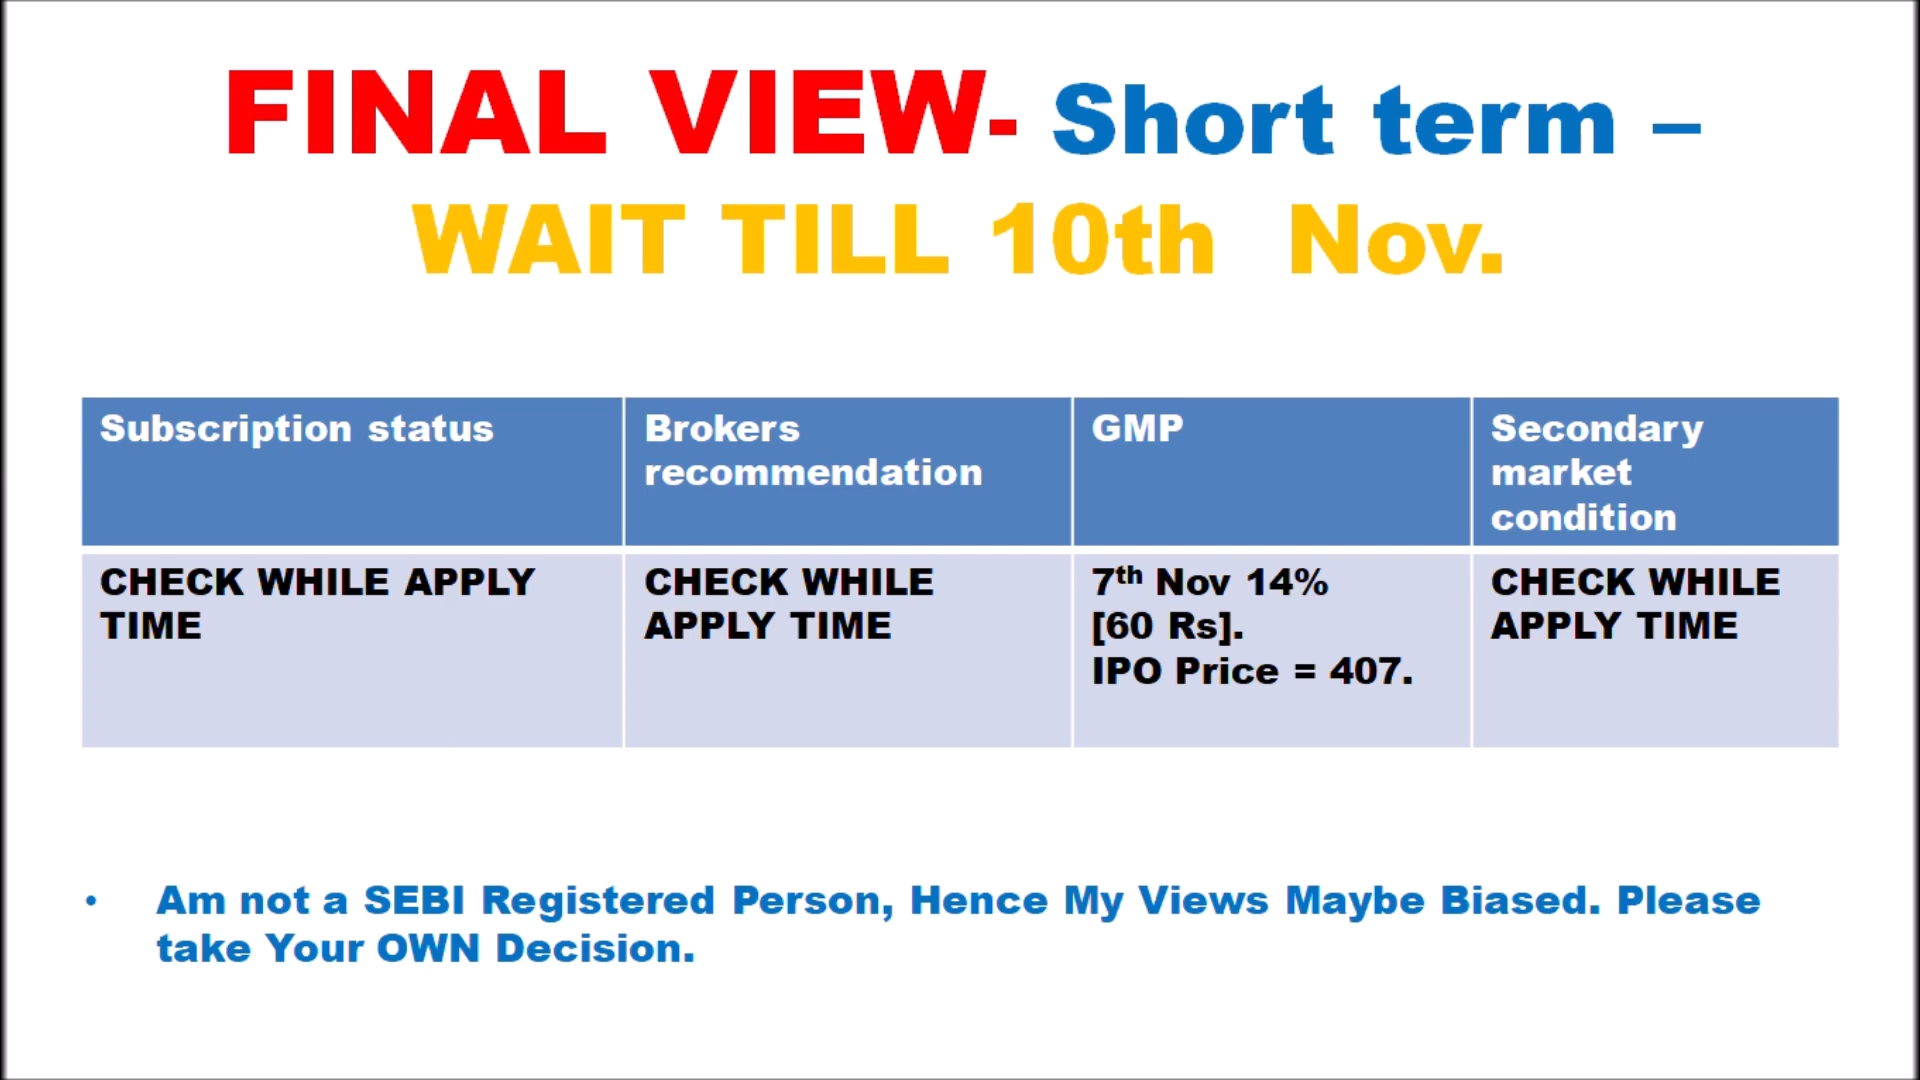 FINAL VIEW- Short term –
WAIT TILL 10th Nov.
Subscription status
Brokers
recommendation
GMP
Secondary
market
condition
CHECK WHILE APPLY
TIME
CHECK WHILE
APPLY TIME
7th Nov 14%
[60 Rs].
IPO Price = 407.
CHECK WHILE
APPLY TIME
• Am not a SEBI Registered Person, Hence My Views Maybe Biased. Please
take Your OWN Decision.